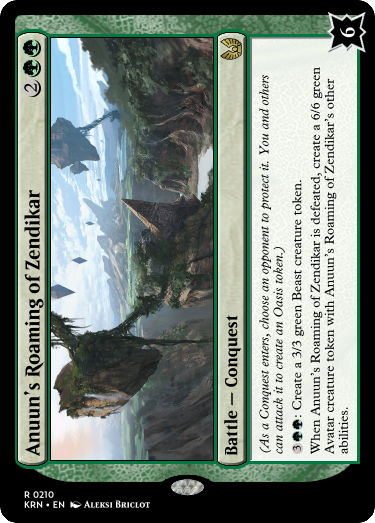 Anuun's Roaming of Zendikar
2
Battle — Conquest
(As a Conquest enters, choose an opponent to protect it. You and others
can attack it to create an Oasis token.)
3 : Create a 3/3 green Beast creature token.
When Anuun's Roaming of Zendikar is defeated, create a 6/6 green
Avatar creature token with Anuun's Roaming of Zendikar's other
abilities.
6
R 0210
KRN • EN Aleksi Briclot